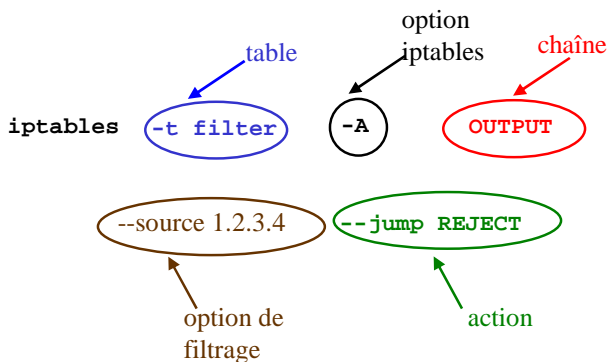 option
table
iptables
chaîne
iptables -t filter -A OUTPUT
--source 1.2.3.4 --jump REJECT
option de
filtrage
action